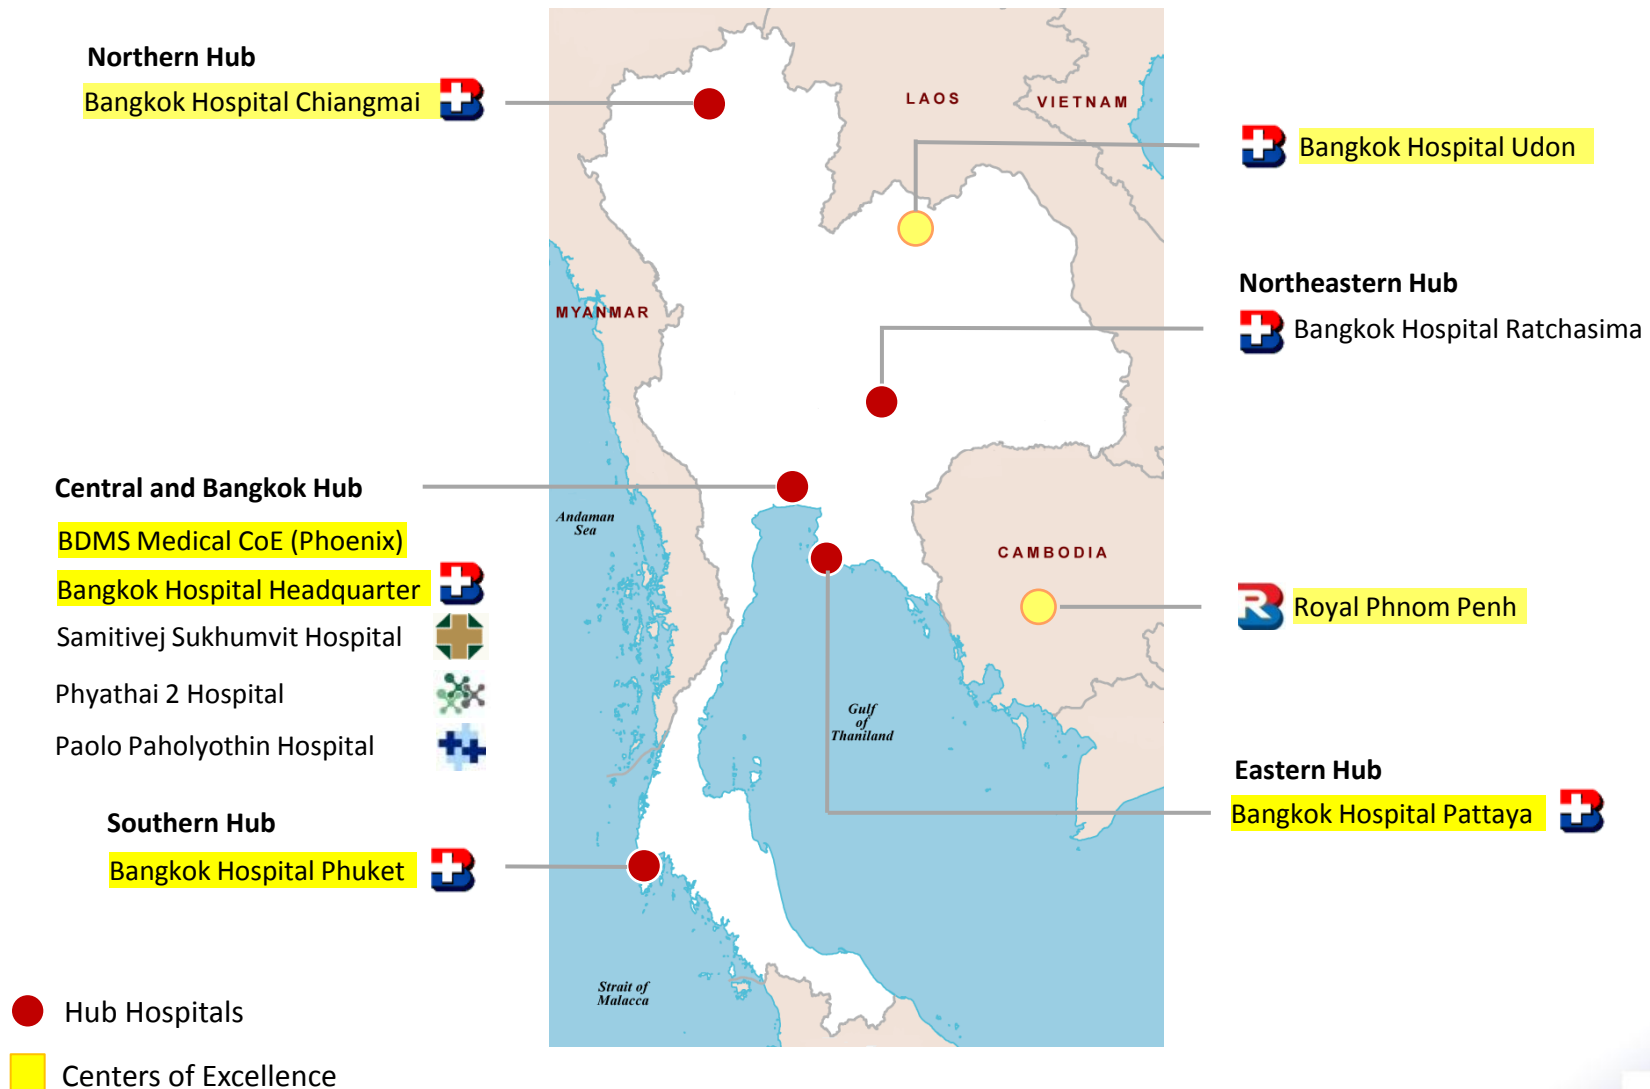 Northern Hub
Bangkok Hospital Chiangmai
LAOS
VIETNAM
Bangkok Hospital Udon
Northeastern Hub
Bangkok Hospital Ratchasima
MYANMAR
Central and Bangkok Hub
BDMS Medical CoE (Phoenix)
Bangkok Hospital Headquarter
Samitivej Sukhumvit Hospital
Phyathai 2 Hospital
Paolo Paholyothin Hospital
Andaman
Sea
CAMBODIA
Royal Phnom Penh
Gulf
of
Thaniland
Eastern Hub
Bangkok Hospital Pattaya
Southern Hub
Bangkok Hospital Phuket
Strait of
Malacca
Hub Hospitals
Centers of Excellence